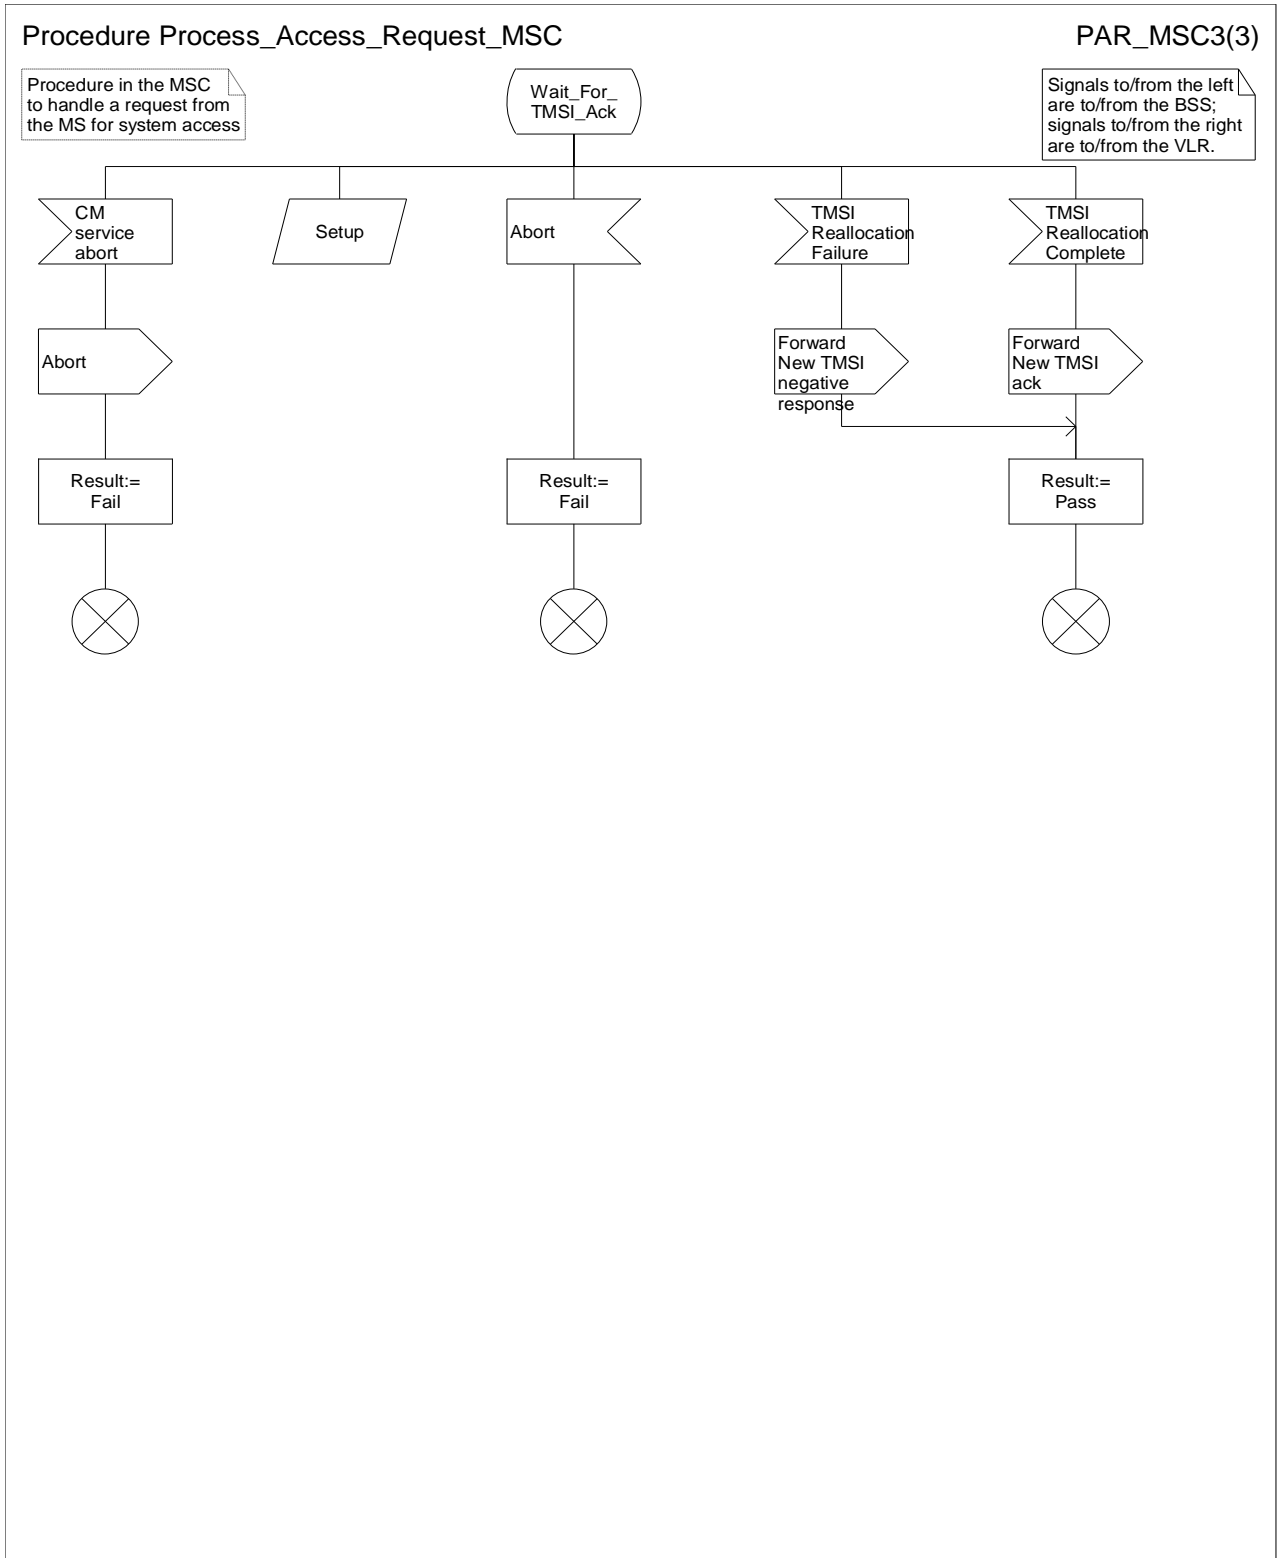 Procedure Process_Access_Request_MSC
PAR_MSC3(3)
Procedure in the MSC
to handle a request from
the MS for system access
Wait_For_
TMSI_Ack
Signals to/from the left
are to/from the BSS;
signals to/from the right
are to/from the VLR.
CM
service
abort
Setup
Abort
TMSI
Reallocation
Failure
TMSI
Reallocation
Complete
Abort
Forward
New TMSI
negative
response
Forward
New TMSI
ack
Result:=
Fail
Result:=
Fail
Result:=
Pass